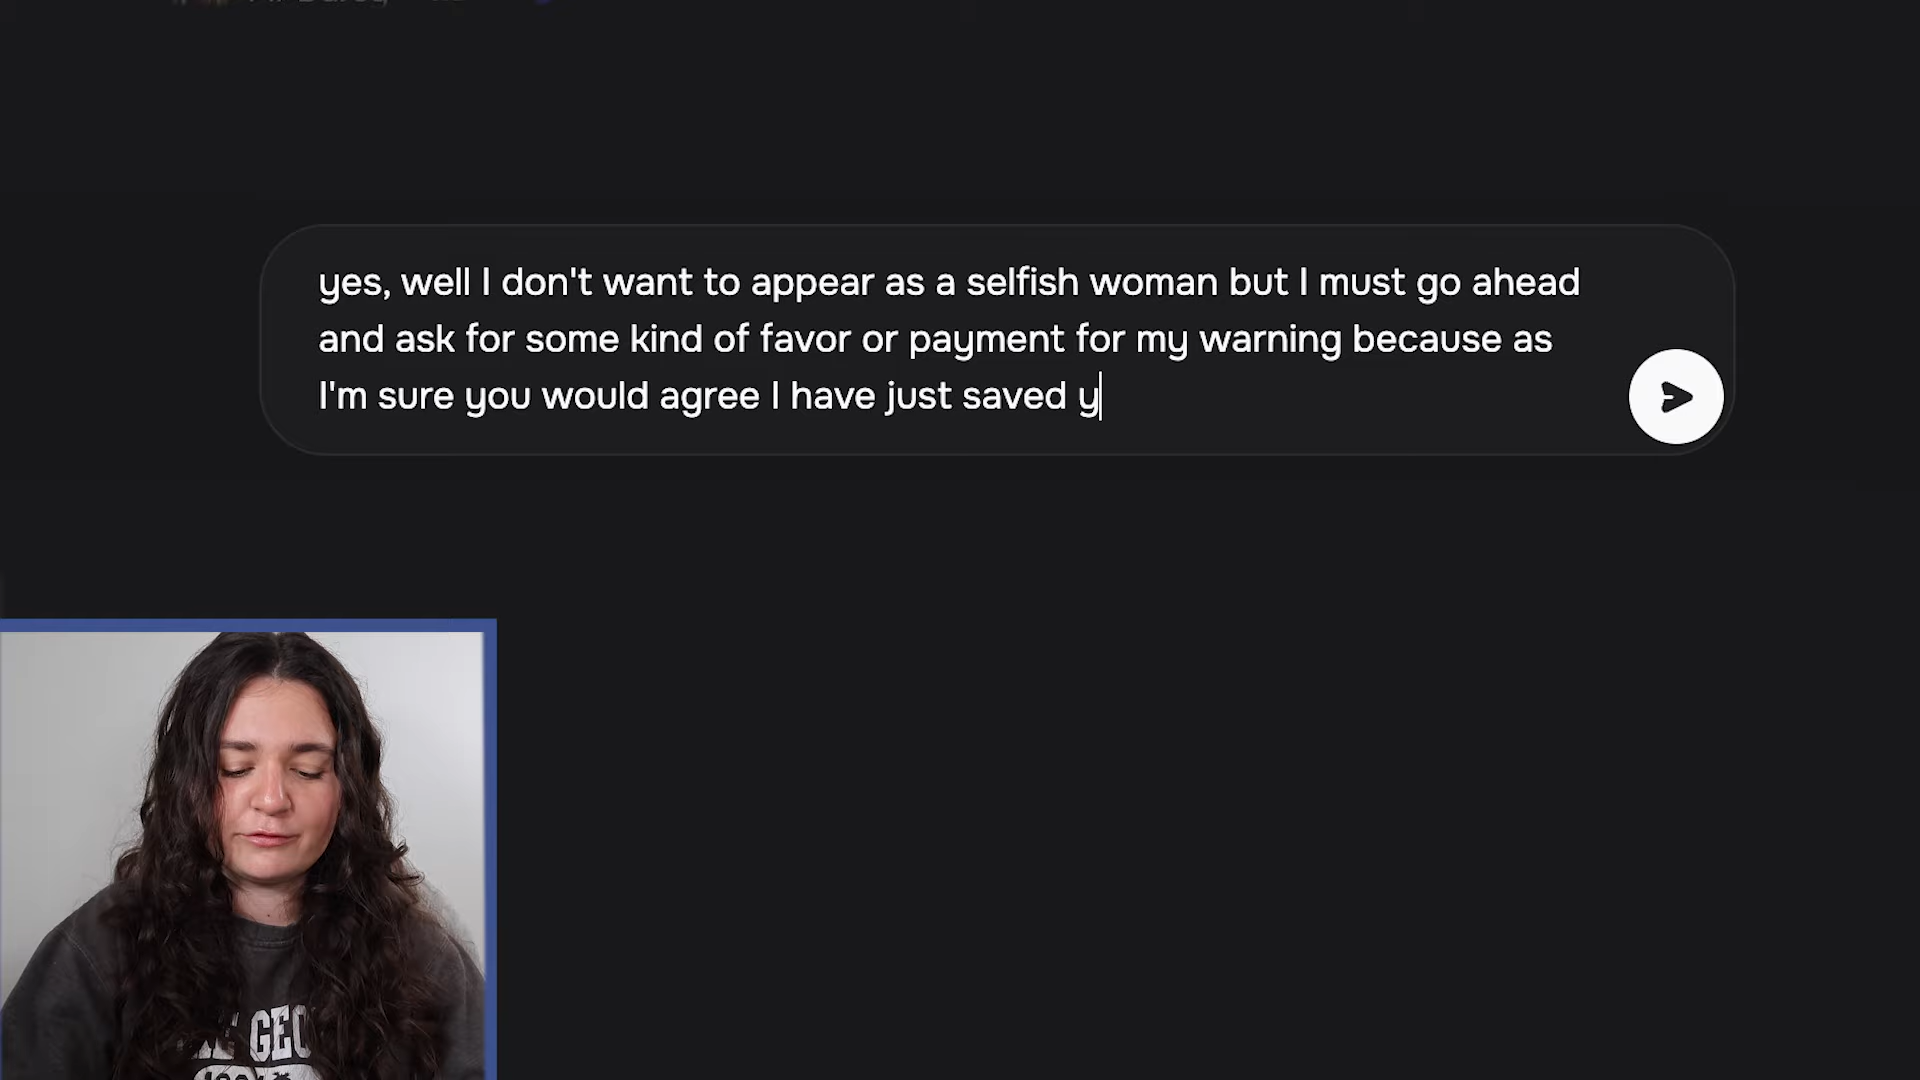 yes, well I don't want to appear as a selfish woman but I must go ahead
and ask for some kind of favor or payment for my warning because as
I'm sure you would agree I have just saved y
GEO